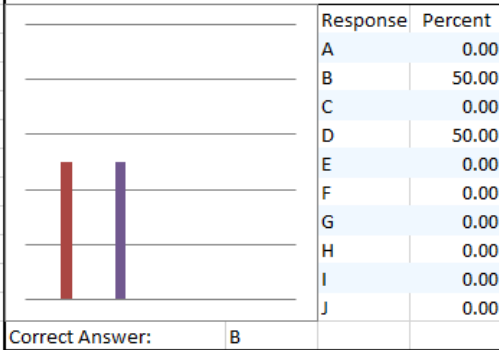 Response Percent
A 0.00
B 50.00
C 0.00
D 50.00
E 0.00
F 0.00
G 0.00
H 0.00
I 0.00
J 0.00
Correct Answer: B